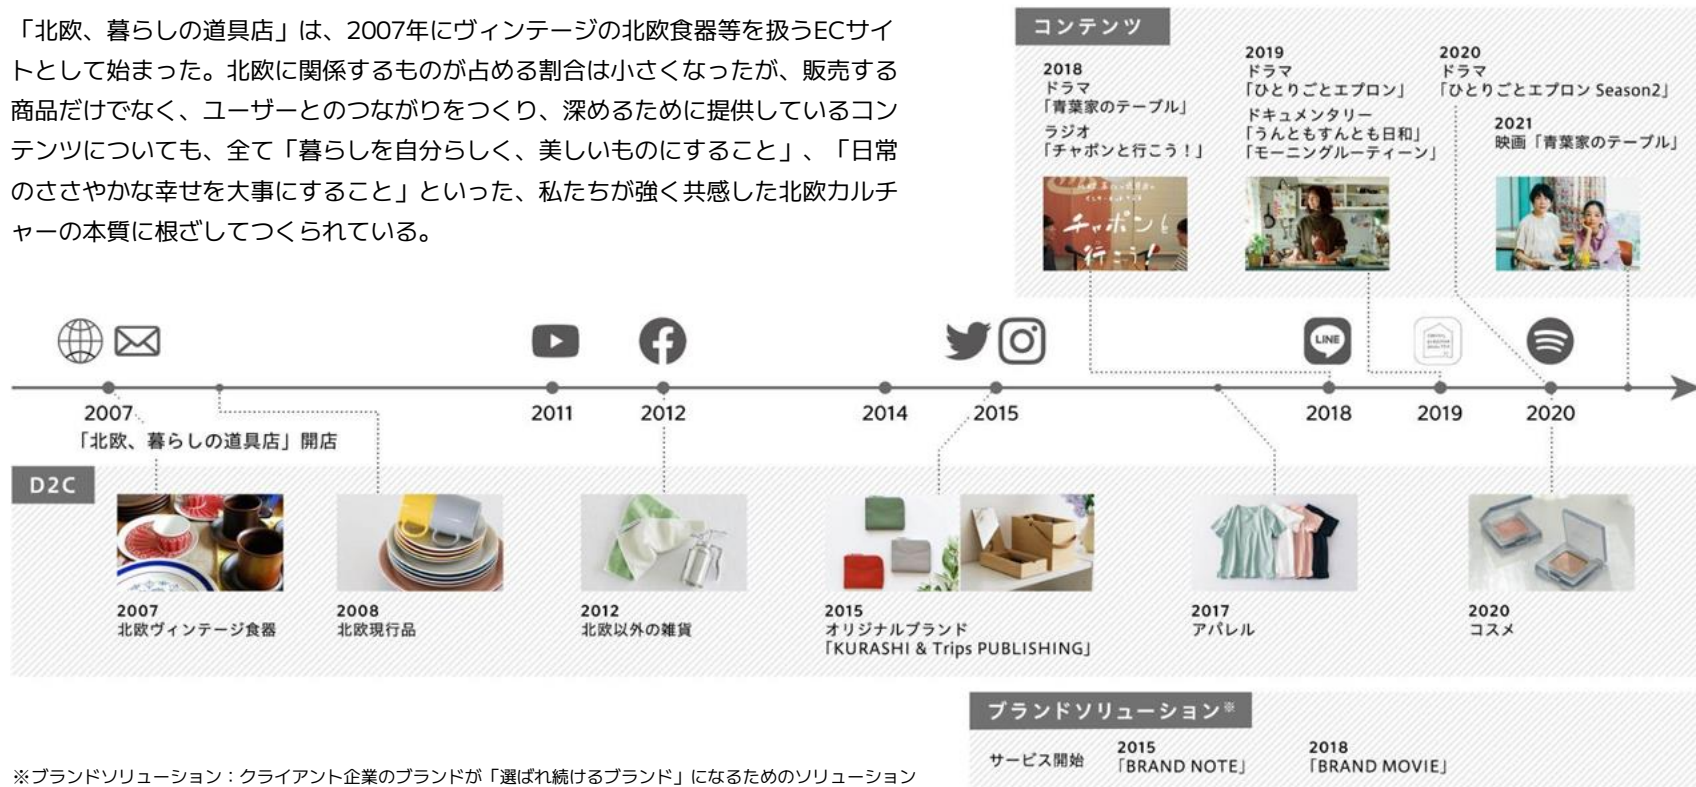 「北欧、暮らしの道具店」は、2007年にヴィンテージの北欧食器等を扱うECサイ
トとして始まった。北欧に関係するものが占める割合は小さくなったが、販売する
商品だけでなく、ユーザーとのつながりをつくり、深めるために提供しているコン
テンツについても、全て「暮らしを自分らしく、美しいものにすること」、「日常
のささやかな幸せを大事にすること」といった、私たちが強く共感した北欧カルチ
ャーの本質に根ざしてつくられている。
コンテンツ
2018
ドラマ
「青葉家のテーブル」
ラジオ
「チャポンと行こう！」
2019
ドラマ
「ひとりごとエプロン」
ドキュメンタリー
「うんともすんとも日和」
「モーニングルーティーン」
2020
ドラマ
「ひとりごとエプロン Season2」
2021
映画「青葉家のテーブル」
チャポンと
行こう!
LINE
2007
2011
2012
2014
2015
2018
2019
2020
「北欧、暮らしの道具店」開店
D2C
2007
北欧ヴィンテージ食器
2008
北欧現行品
2012
北欧以外の雑貨
2015
オリジナルブランド
「KURASHI & Trips PUBLISHING」
2017
アパレル
2020
コスメ
ブランドソリューション※
サービス開始
2015
「BRAND NOTE」
2018
「BRAND MOVIE」
※ブランドソリューション：クライアント企業のブランドが「選ばれ続けるブランド」になるためのソリューション